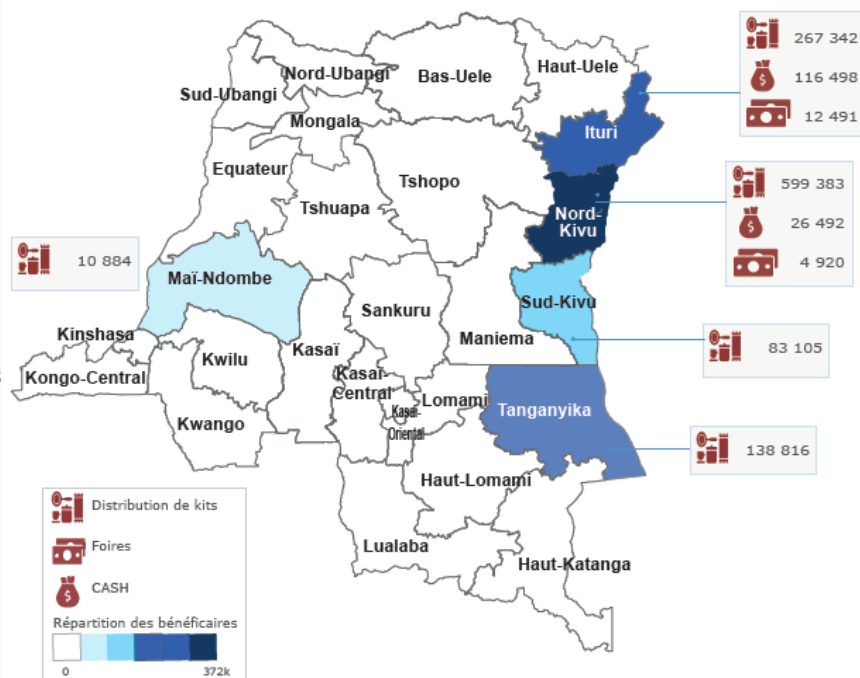 267 342
116 498
12 491
Haut-Uele
Nord-Ubangi
Bas-Uele
Sud-Ubangi
Mongala
Ituri
Equateur
Tshopo
599 383
26 492
4 920
Tshuapa
Nord-
Kivu
10 884
Maï-Ndombe
Sud-Kivu
Sankuru
Kinshasa
Maniema
83 105
Kasaï
Kwilu
Kongo-Central
Kasaï-
Central
Lomami
Tanganyika
Kasaï-
Oriental
Kwango
138 816
Haut-Lomami
Distribution de kits
Foires
Lualaba
Haut-Katanga
CASH
Répartition des bénéficaires
0
372k